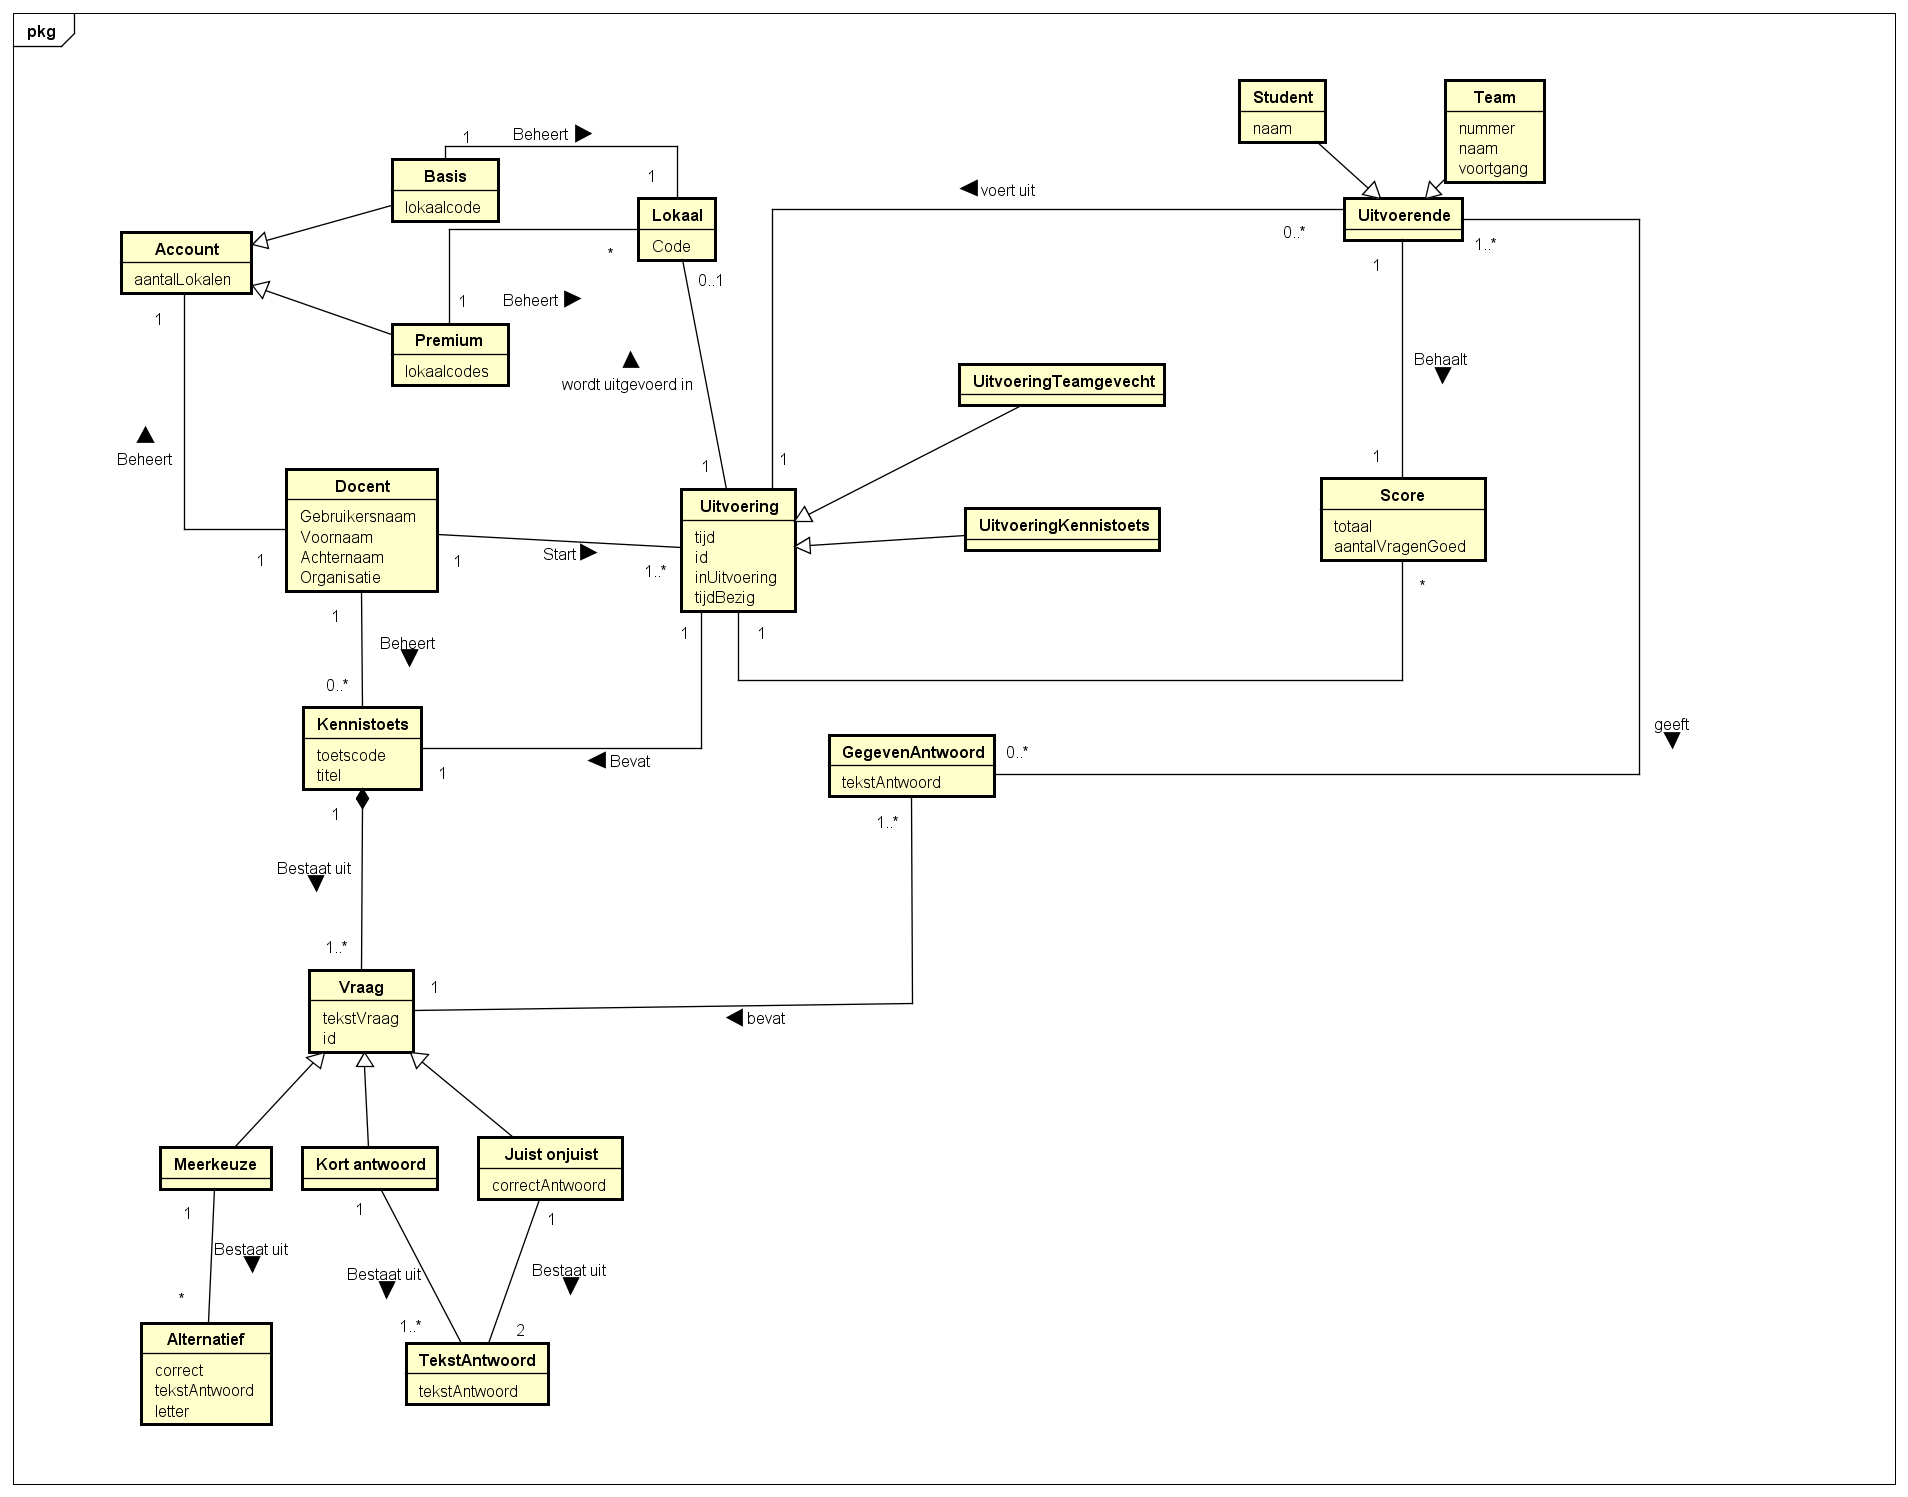 pkg
Student
naam
Team
nummer
naam
voortgang
1
Beheert
Basis
lokaalcode
1
Lokaal
Code
voert uit
Uitvoerende
0..*
1..*
Account
aantalLokalen
*
0..1
1
1
Beheert
1
Premium
lokaalcodes
wordt uitgevoerd in
UitvoeringTeamgevecht
Behaalt
Beheert
1
1
1
Docent
Gebruikersnaam
Voornaam
Achternaam
Organisatie
Uitvoering
tijd
id
inUitvoering
tijdBezig
UitvoeringKennistoets
Score
totaal
aantalVragenGoed
1
1
Start
1..*
*
1
Beheert
1
1
0..*
Kennistoets
toetscode
titel
Bevat
1
GegevenAntwoord
tekstAntwoord
0..*
geeft
1
1..*
Bestaat uit
1..*
Vraag
tekstVraag
id
1
bevat
Meerkeuze
Kort antwoord
Juist onjuist
correctAntwoord
1
1
1
Bestaat uit
Bestaat uit
Bestaat uit
*
1..*
2
Alternatief
correct
tekstAntwoord
letter
TekstAntwoord
tekstAntwoord